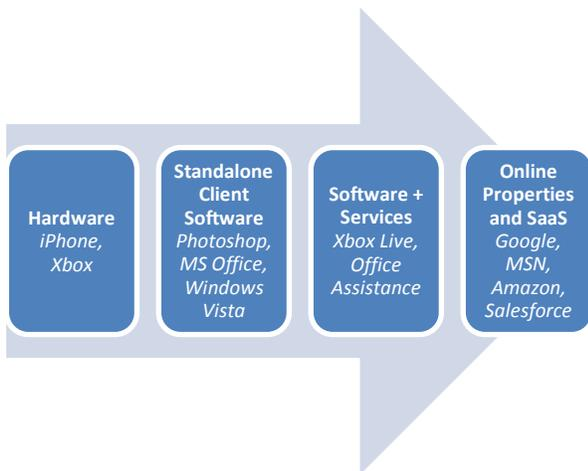 Hardware
iPhone,
Xbox
Standalone
Client
Software
Photoshop,
MS Office,
Windows
Vista
Software +
Services
Xbox Live,
Office
Assistance
Online
Properties
and SaaS
Google,
MSN,
Amazon,
Salesforce